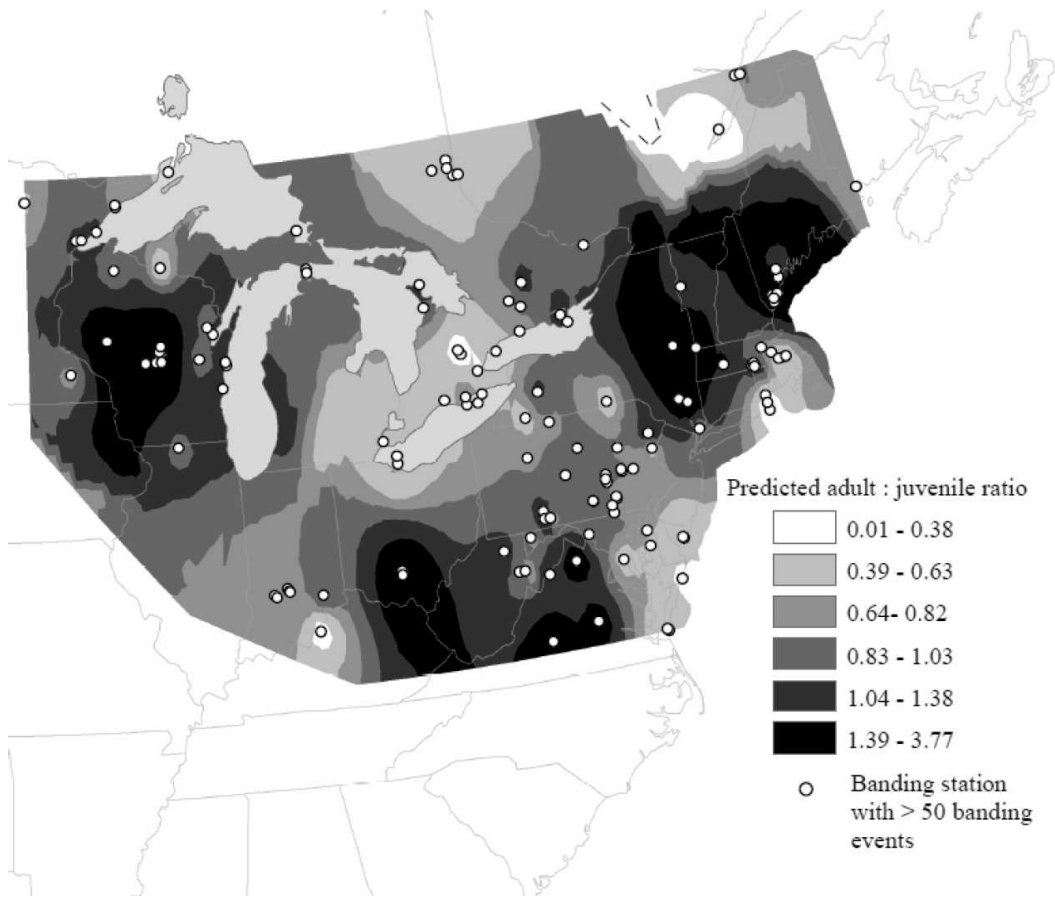 Predicted adult : juvenile ratio
0.01 - 0.38
0.39 - 0.63
0.64- 0.82
0.83 - 1.03
1.04 - 1.38
1.39 - 3.77
Banding station
with > 50 banding
events